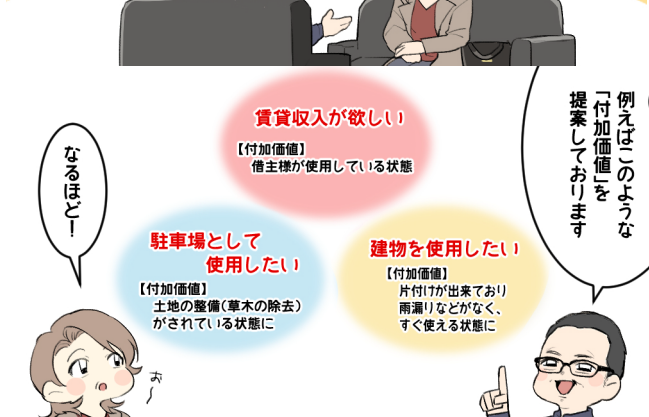 例えばこのような
「付加価値」を
提案しております
賃貸収入が欲しい
【付加価値】
借主様が使用している状態
なるほど！
駐車場として
使用したい
【付加価値】
土地の整備(草木の除去)
がされている状態に
建物を使用したい
【付加価値】
片付けが出来ており
雨漏りなどがなく、
すぐ使える状態に
お〜